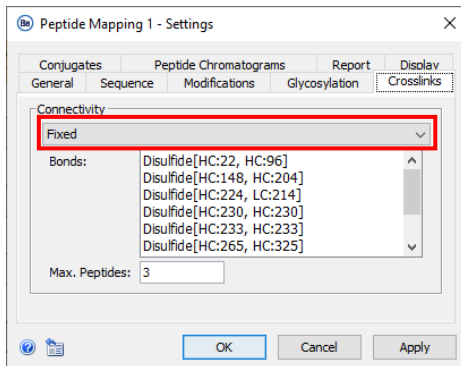 Be Peptide Mapping 1 - Settings
Conjugates Peptide Chromatograms Report Display
General Sequence Modifications Glycosylation Crosslinks
Connectivity
Fixed
Bonds:
Disulfide[HC:22, HC:96]
Disulfide[HC:148, HC:204]
Disulfide[HC:224, LC:214]
Disulfide[HC:230, HC:230]
Disulfide[HC:233, HC:233]
Disulfide[HC:265, HC:325]
Max. Peptides: 3
OK Cancel Apply